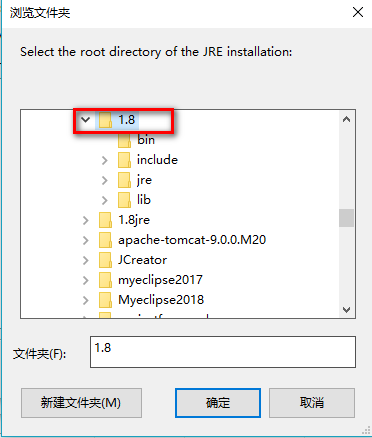 浏览文件夹
Select the root directory of the JRE installation:
1.8
bin
include
jre
lib
1.8jre
apache-tomcat-9.0.0.M20
JCreator
myeclipse2017
Myeclipse2018
文件夹(F):
1.8
新建文件夹(M)
确定
取消